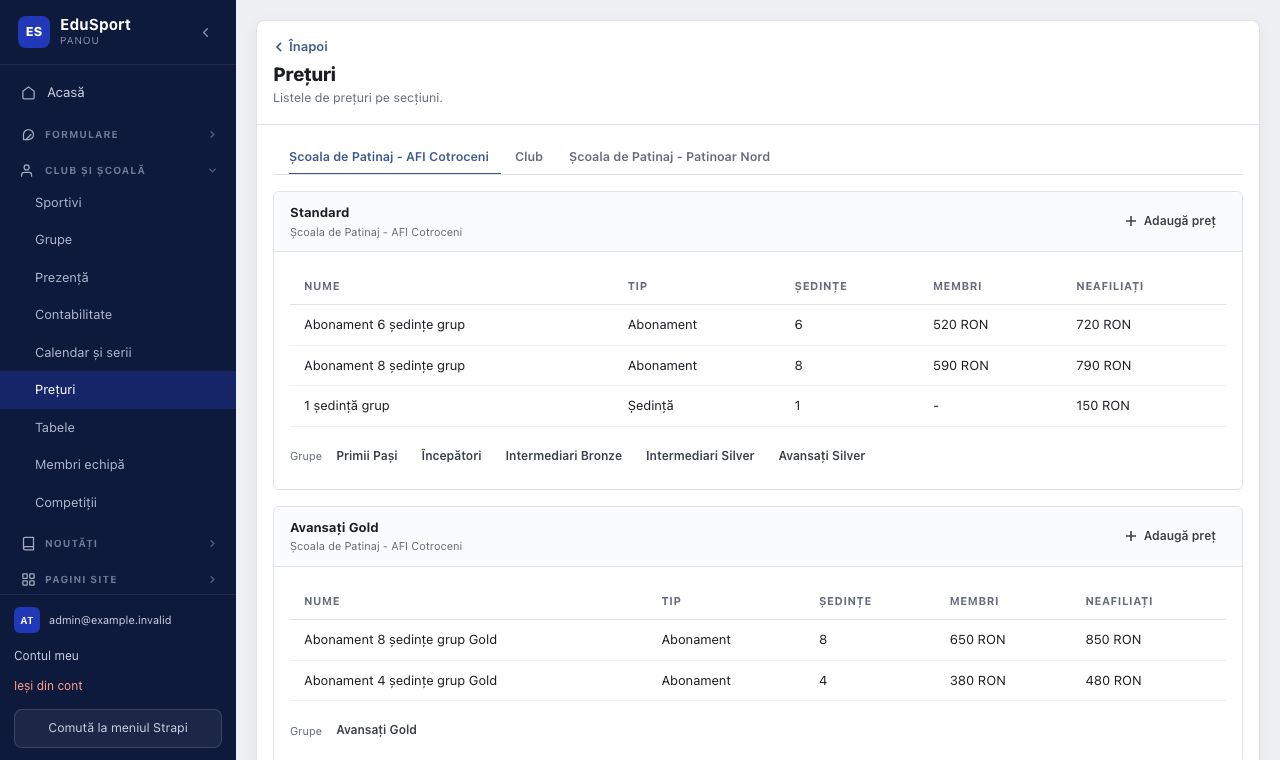 ES
EduSport
PANOU
Acasă
FORMULARE
CLUB ȘI ȘCOALĂ
Sportivi
Grupe
Prezență
Contabilitate
Calendar și serii
Prețuri
Tabele
Membri echipă
Competiții
NOUTĂȚI
PAGINI SITE
AT admin@example.invalid
Contul meu
Ieși din cont
Comută la meniul Strapi
Înapoi
Prețuri
Listele de prețuri pe secțiuni.
Școala de Patinaj - AFI Cotroceni Club Școala de Patinaj - Patinoar Nord
Standard
Școala de Patinaj - AFI Cotroceni
+ Adaugă preț
NUME TIP ȘEDINȚE MEMBRI NEAFILIAȚI
Abonament 6 ședințe grup Abonament 6 520 RON 720 RON
Abonament 8 ședințe grup Abonament 8 590 RON 790 RON
1 ședință grup Ședință 1 - 150 RON
Grupe Primii Pași Începători Intermediari Bronze Intermediari Silver Avansați Silver
Avansați Gold
Școala de Patinaj - AFI Cotroceni
+ Adaugă preț
NUME TIP ȘEDINȚE MEMBRI NEAFILIAȚI
Abonament 8 ședințe grup Gold Abonament 8 650 RON 850 RON
Abonament 4 ședințe grup Gold Abonament 4 380 RON 480 RON
Grupe Avansați Gold